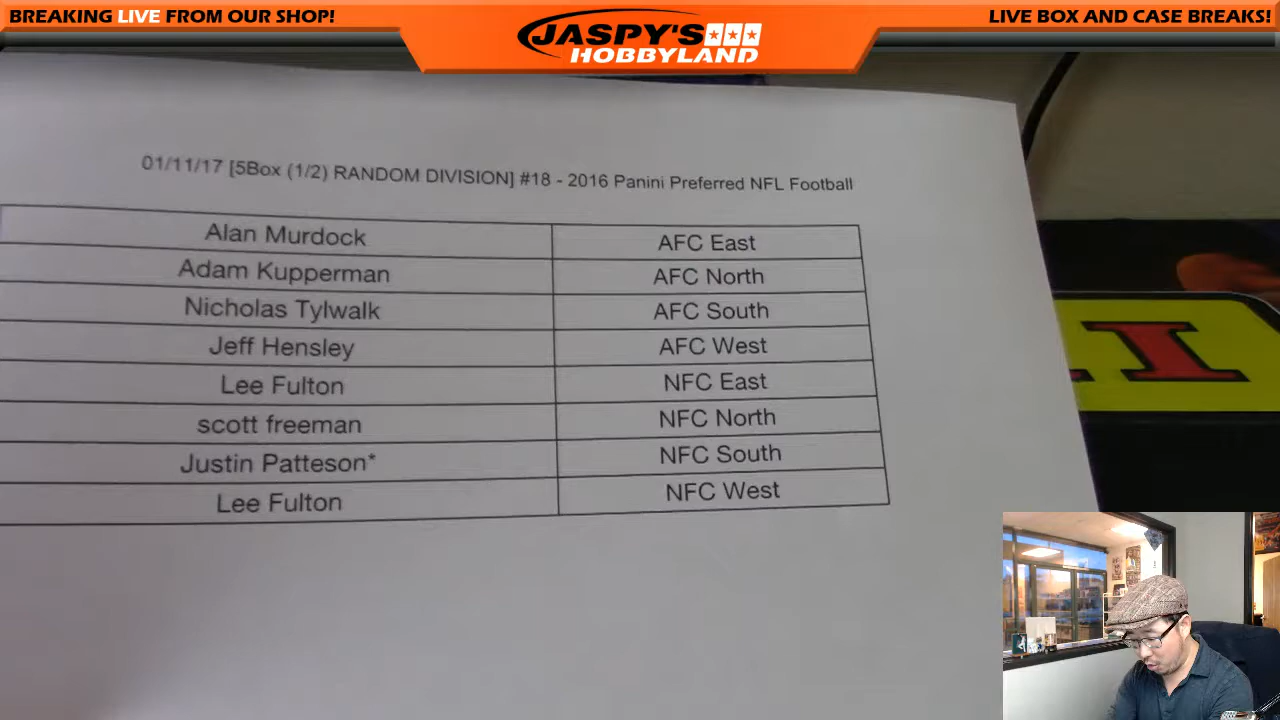 BREAKING LIVE FROM OUR SHOP!
JASPY'S
HOBBYLAND
LIVE BOX AND CASE BREAKS!
01/11/17 [5Box (1/2) RANDOM DIVISION] #18 - 2016 Panini Preferred NFL Football
Alan Murdock AFC East
Adam Kupperman AFC North
Nicholas Tylwalk AFC South
Jeff Hensley AFC West
Lee Fulton NFC East
scott freeman NFC North
Justin Patteson* NFC South
Lee Fulton NFC West